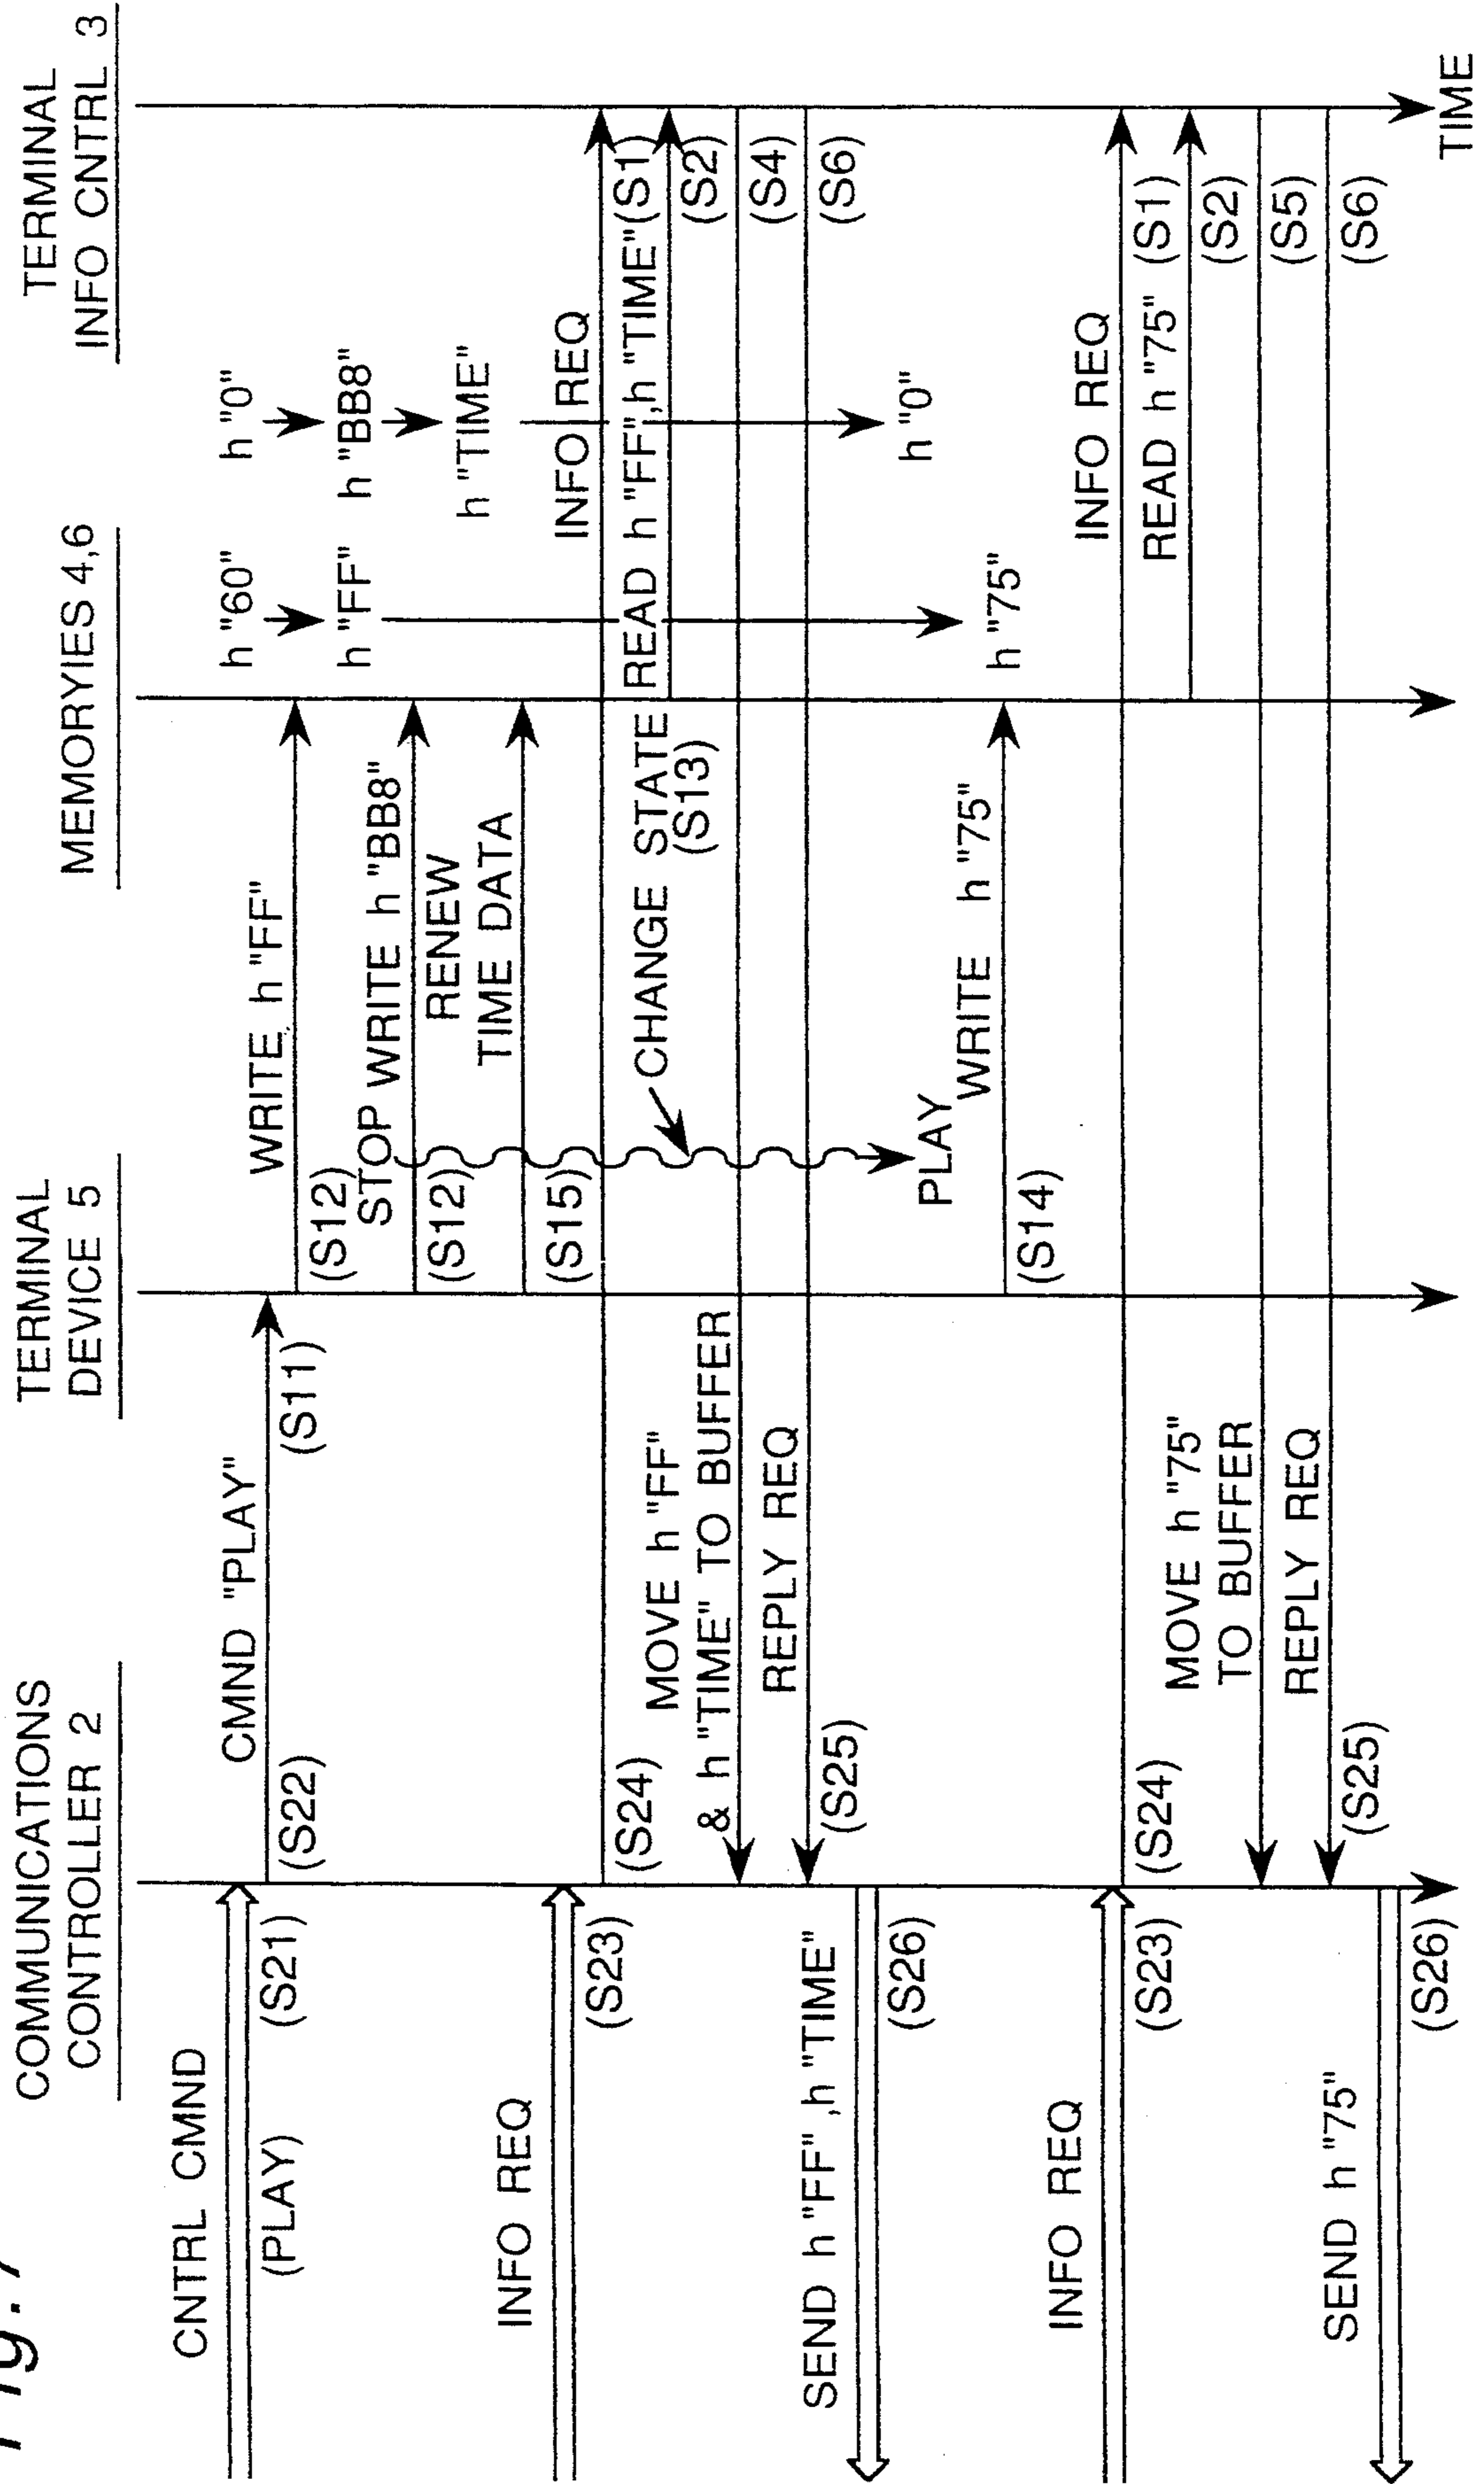 Fig. 7
COMMUNICATIONS
CONTROLLER 2
TERMINAL
DEVICE 5
MEMORYIES 4,6
TERMINAL
INFO CNTRL 3
CNTRL CMND
(PLAY)
(S21)
CMND "PLAY"
(S22)
(S11)
WRITE h "FF"
(S12)
h "60"
h "0"
STOP
WRITE h "BB8"
(S12)
h "FF"
h "BB8"
RENEW
TIME DATA
(S15)
h "TIME"
INFO REQ
(S23)
(S24)
INFO REQ
(S1)
CHANGE STATE
(S13)
READ h "FF",h "TIME"
(S2)
MOVE h "FF"
& h "TIME" TO BUFFER
(S4)
REPLY REQ
(S25)
(S6)
SEND h "FF",h "TIME"
(S26)
h "0"
PLAY
WRITE h "75"
(S14)
h "75"
INFO REQ
(S23)
(S24)
INFO REQ
(S1)
READ h "75"
(S2)
MOVE h "75"
TO BUFFER
(S5)
REPLY REQ
(S25)
(S6)
SEND h "75"
(S26)
TIME